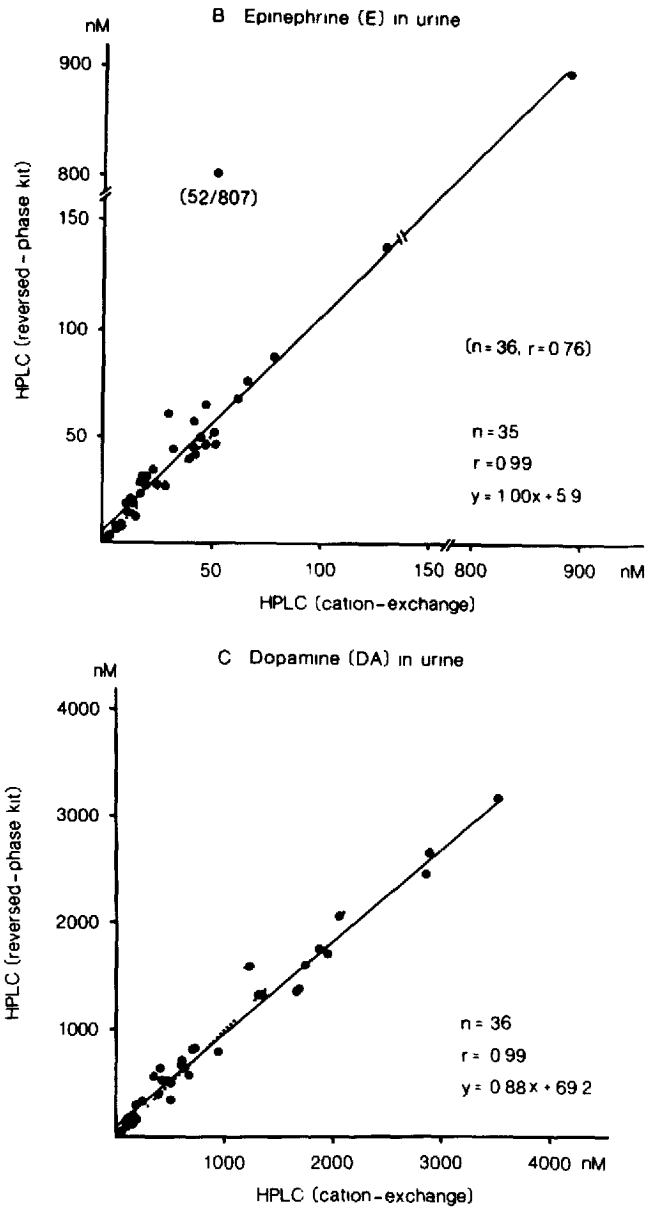 B Epinephrine (E) in urine
nM
900
800
(52/807)
150
100
50
HPLC (reversed-phase kit)
(n=36, r=0.76)
n=35
r=0.99
y=1.00x+5.9
50
100
150
800
900
nM
HPLC (cation-exchange)
C Dopamine (DA) in urine
nM
4000
3000
2000
1000
HPLC (reversed-phase kit)
n=36
r=0.99
y=0.88x+69.2
1000
2000
3000
4000
nM
HPLC (cation-exchange)